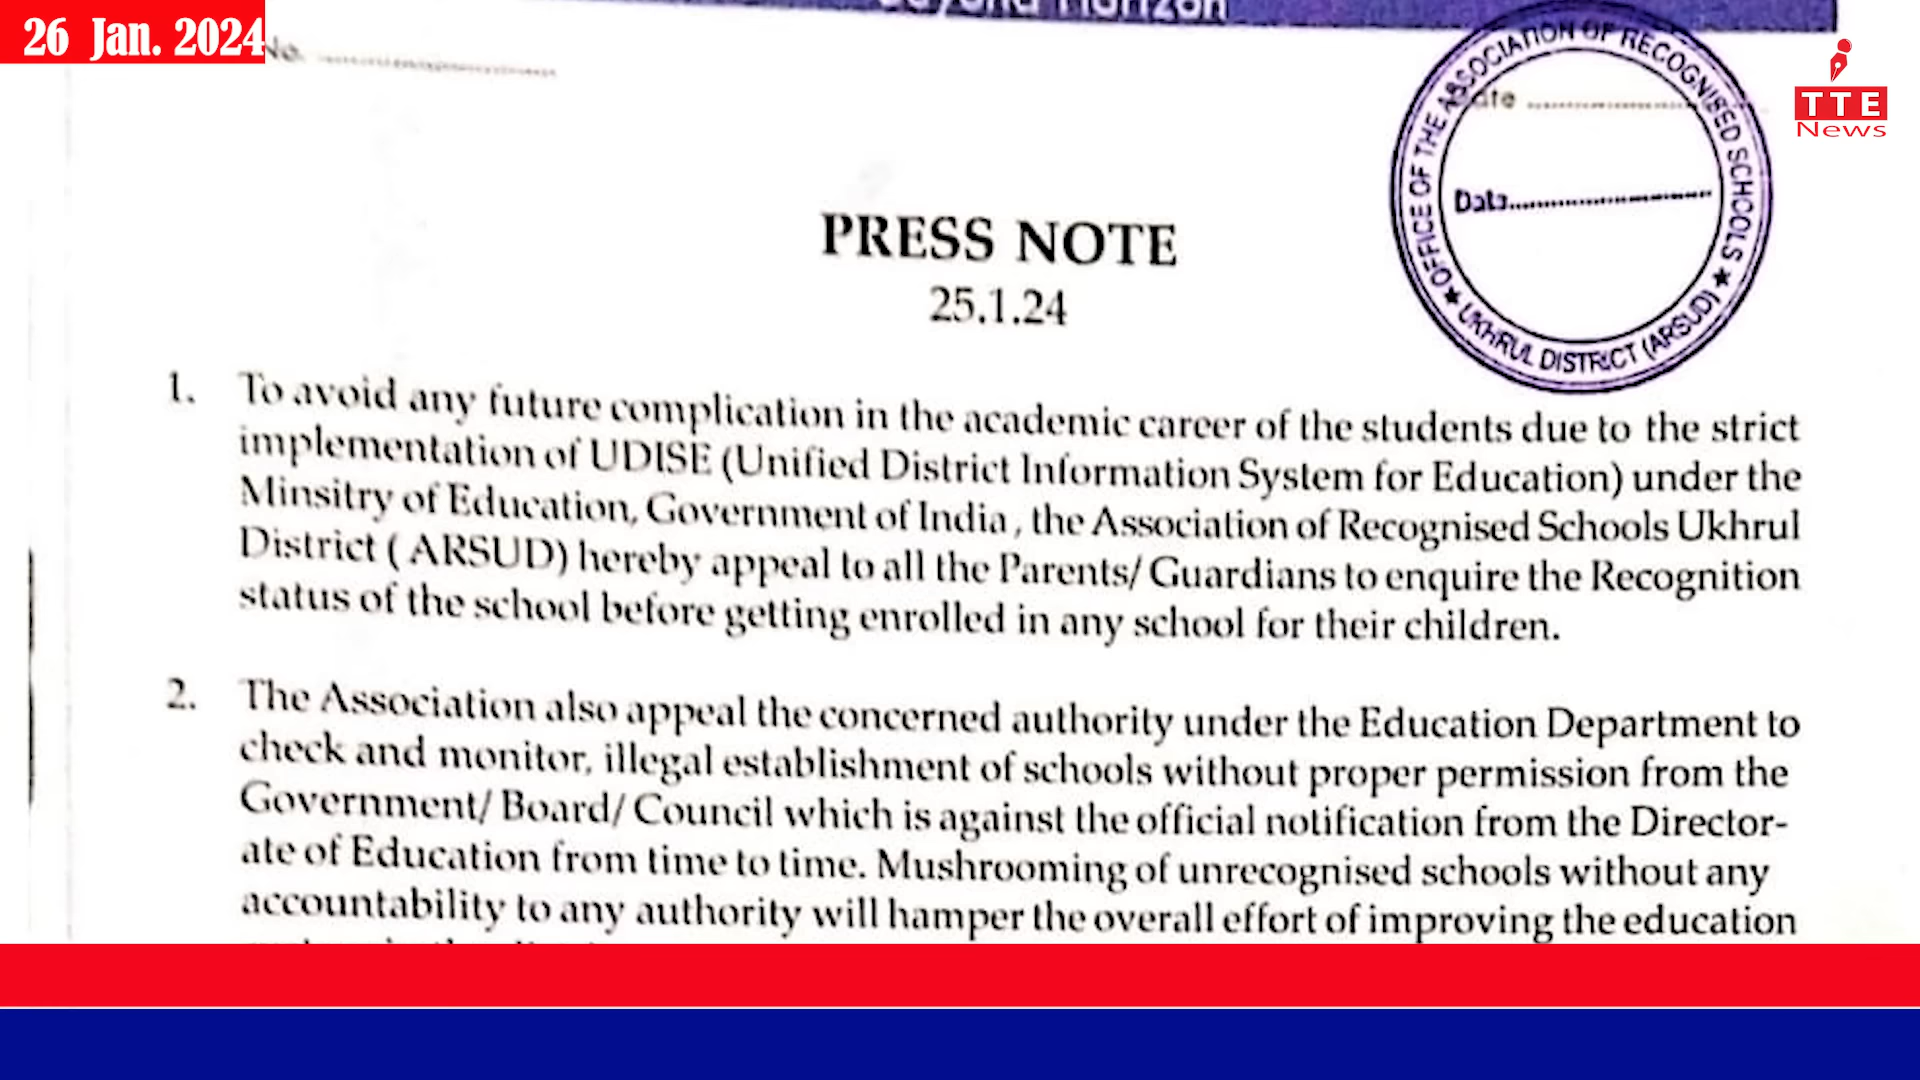 Beyond Horizon
26 Jan. 2024
No.
Date
TTE
News
OFFICE OF THE ASSOCIATION OF RECOGNISED SCHOOLS
UKHRUL DISTRICT (ARSUD)
Date
PRESS NOTE
25.1.24
1. To avoid any future complication in the academic career of the students due to the strict
implementation of UDISE (Unified District Information System for Education) under the
Minsitry of Education, Government of India, the Association of Recognised Schools Ukhrul
District ( ARSUD) hereby appeal to all the Parents/ Guardians to enquire the Recognition
status of the school before getting enrolled in any school for their children.
2. The Association also appeal the concerned authority under the Education Department to
check and monitor, illegal establishment of schools without proper permission from the
Government/ Board/ Council which is against the official notification from the Director-
ate of Education from time to time. Mushrooming of unrecognised schools without any
accountability to any authority will hamper the overall effort of improving the education